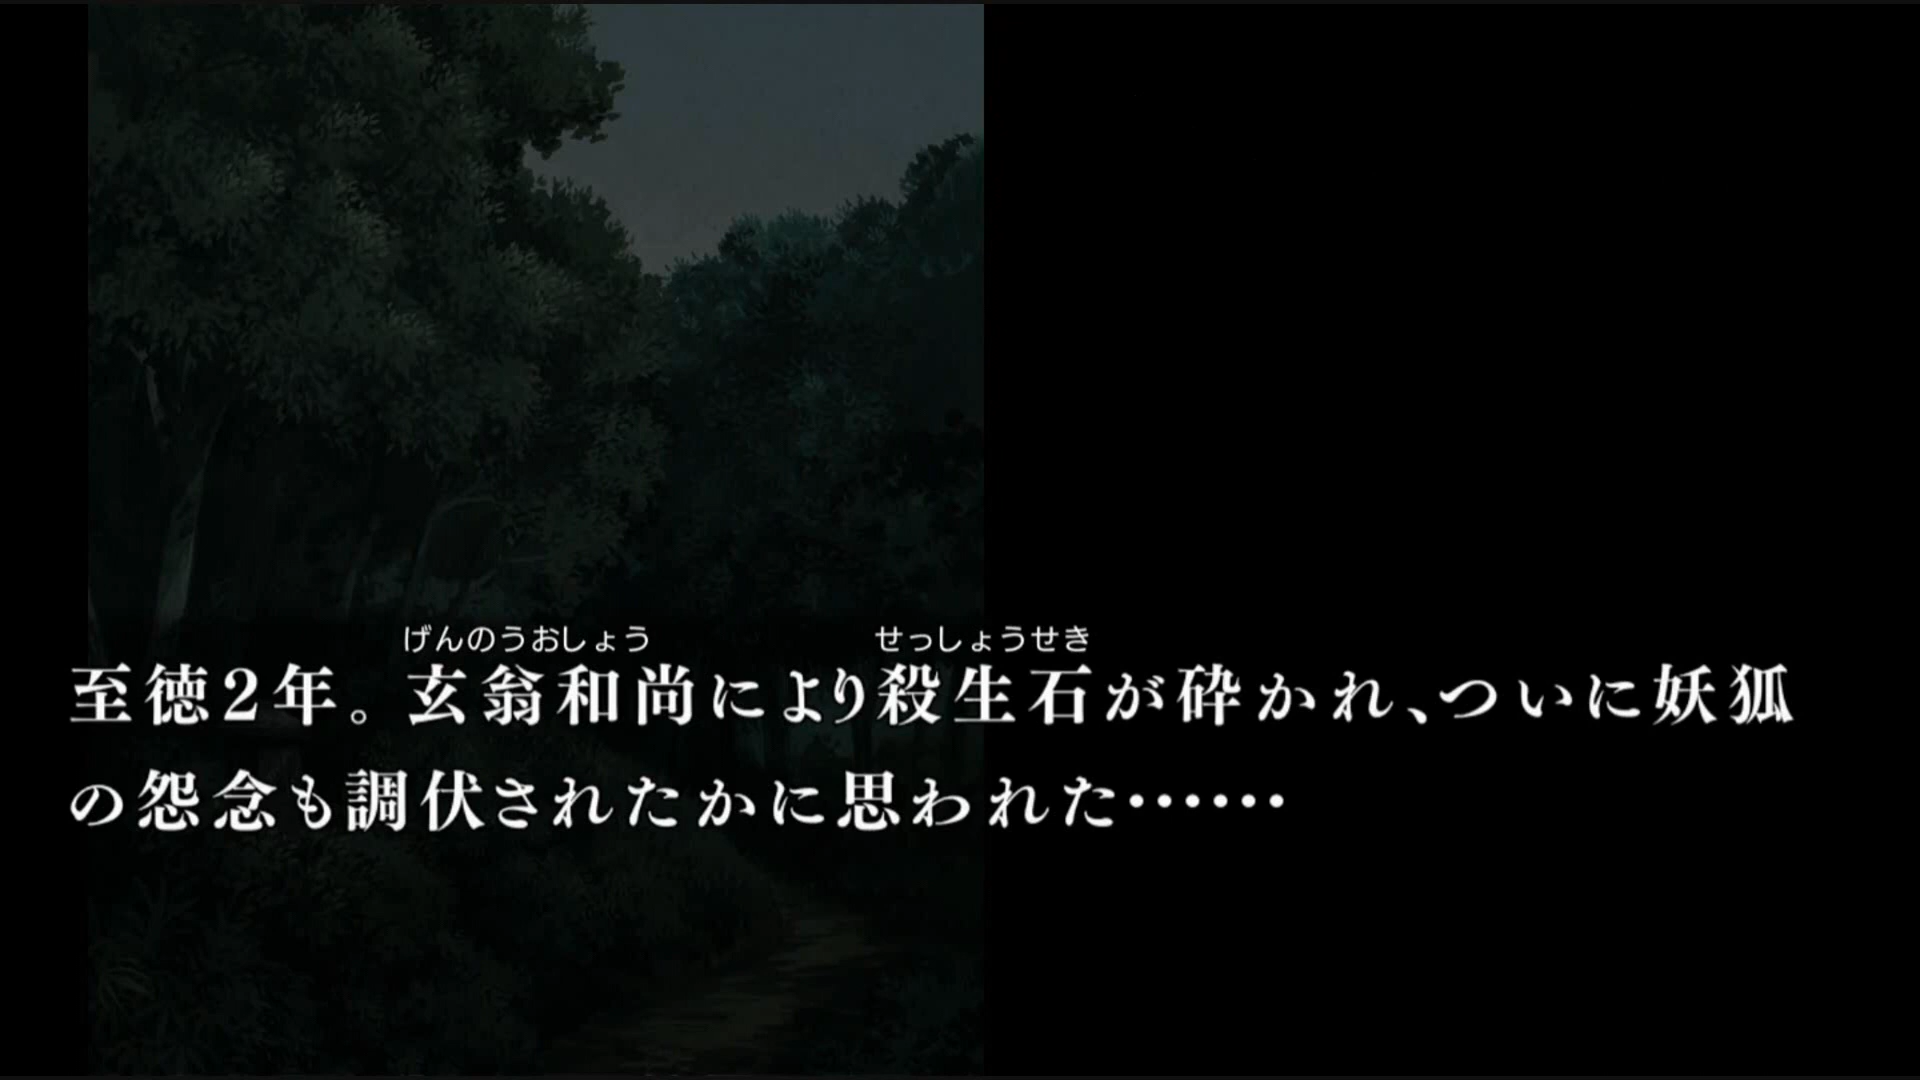 げんのうおしょう せっしょうせき
至徳2年。玄翁和尚により殺生石が砕かれ、ついに妖狐
の怨念も調伏されたかに思われた……